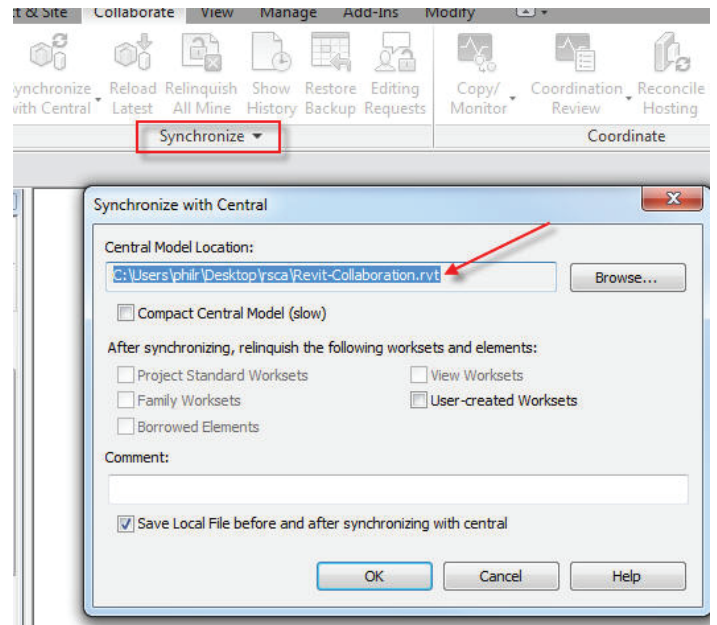 ct & Site Collaborate View Manage Add-Ins Modify
Synchronize Reload Relinquish Show Restore Editing Copy/ Coordination Reconcile
with Central Latest All Mine History Backup Requests Monitor Review Hosting
Synchronize Coordinate
Synchronize with Central
Central Model Location:
C:\Users\philr\Desktop\rsca\Revit-Collaboration.rvt Browse...
Compact Central Model (slow)
After synchronizing, relinquish the following worksets and elements:
Project Standard Worksets View Worksets
Family Worksets User-created Worksets
Borrowed Elements
Comment:
Save Local File before and after synchronizing with central
OK Cancel Help